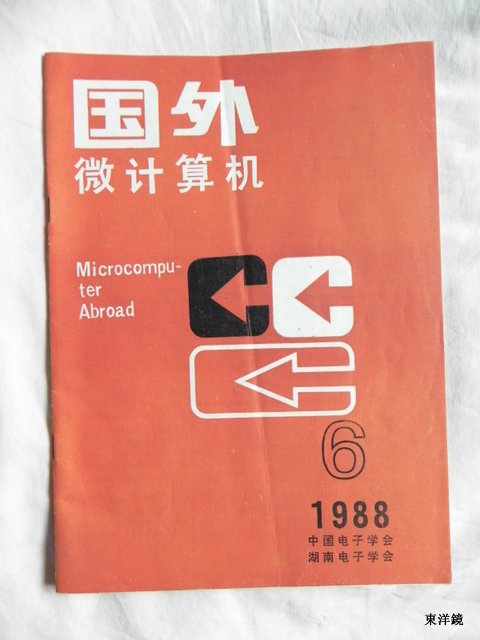 国外
微计算机
Microcompu-
ter
Abroad
6
1988
中国电子学会
湖南电子学会
東洋鏡